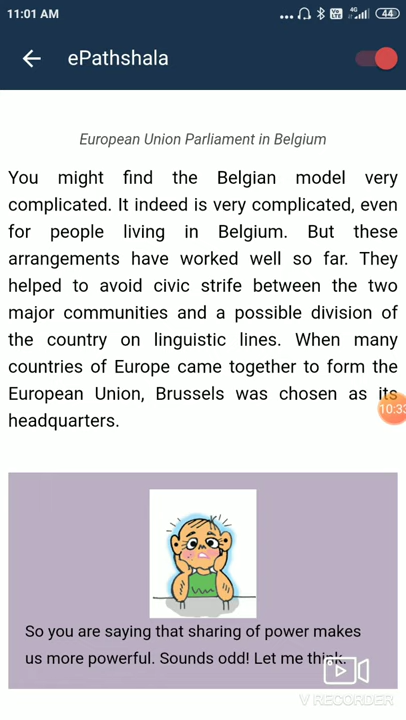 11:01 AM
4G
44
ePathshala
European Union Parliament in Belgium
You might find the Belgian model very
complicated. It indeed is very complicated, even
for people living in Belgium. But these
arrangements have worked well so far. They
helped to avoid civic strife between the two
major communities and a possible division of
the country on linguistic lines. When many
countries of Europe came together to form the
European Union, Brussels was chosen as its
headquarters.
10:33
So you are saying that sharing of power makes
us more powerful. Sounds odd! Let me think.
V RECORDER